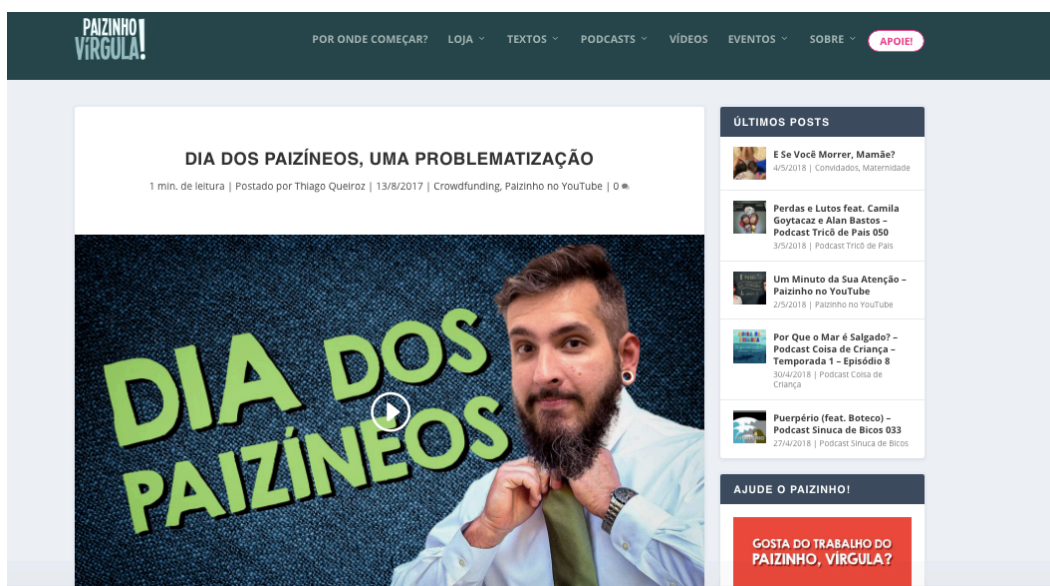 PAIZINHO
VÍRGULA!
POR ONDE COMEÇAR? LOJA TEXTOS PODCASTS VÍDEOS EVENTOS SOBRE APOIE!
DIA DOS PAIZÍNEOS, UMA PROBLEMATIZAÇÃO
1 min. de leitura | Postado por Thiago Queiroz | 13/8/2017 | Crowdfunding, Paizinho no YouTube | 0
DIA DOS
PAIZÍNEOS
ÚLTIMOS POSTS
E Se Você Morrer, Mamãe?
4/5/2018 | Convidados, Maternidade
Perdas e Lutos feat. Camila
Goytacaz e Alan Bastos –
Podcast Tricô de Pais 050
3/5/2018 | Podcast Tricô de Pais
Um Minuto da Sua Atenção –
Paizinho no YouTube
2/5/2018 | Paizinho no YouTube
Por Que o Mar é Salgado? –
Podcast Coisa de Criança –
Temporada 1 – Episódio 8
30/4/2018 | Podcast Coisa de
Criança
Puerpério (feat. Boteco) –
Podcast Sinuca de Bicos 033
27/4/2018 | Podcast Sinuca de Bicos
AJUDE O PAIZINHO!
GOSTA DO TRABALHO DO
PAIZINHO, VÍRGULA?